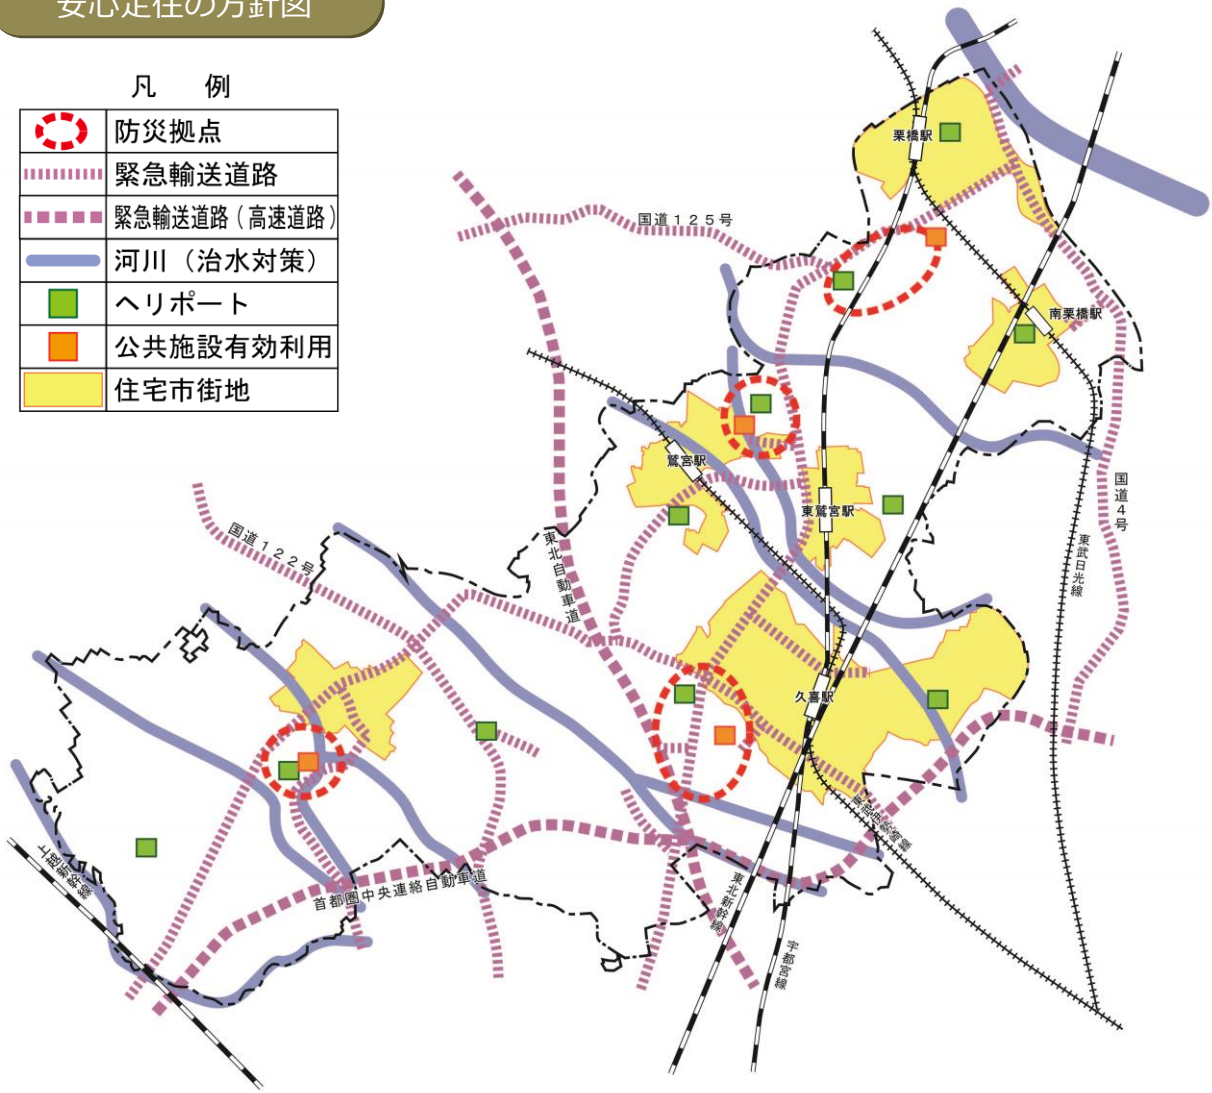 安心定住の方針図
凡 例
防災拠点
緊急輸送道路
緊急輸送道路（高速道路）
河川（治水対策）
ヘリポート
公共施設有効利用
住宅市街地
栗橋駅
国道１２５号
南栗橋駅
鷲宮駅
東鷲宮駅
国道４号
東武日光線
国道１２２号
東北自動車道
久喜駅
東武伊勢崎線
上越新幹線
首都圏中央連絡自動車道
東北新幹線
宇都宮線